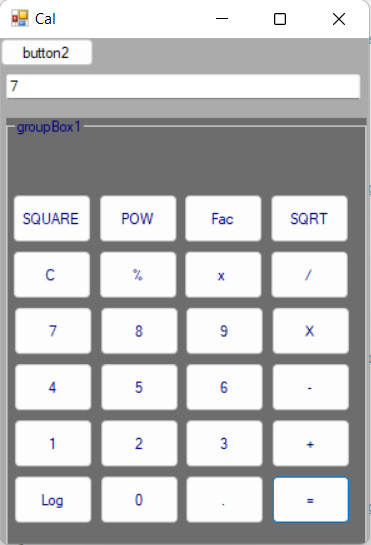 Cal
button2
7
groupBox1
SQUARE POW Fac SQRT
C % x /
7 8 9 X
4 5 6 -
1 2 3 +
Log 0 . =